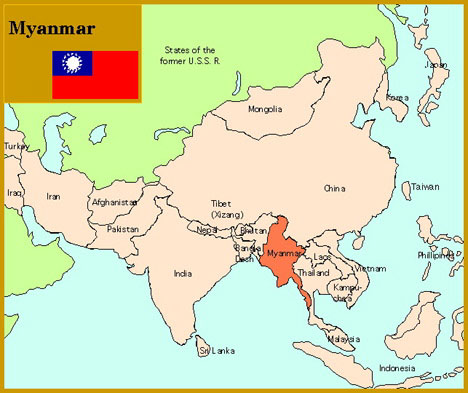 Myanmar
States of the
former U.S.S. R.
Japan
Mongolia
Korea
Turkey
China
Taiwan
Iraq
Iran
Afghanistan
Tibet
(Xizang)
Pakistan
Nepal
Bhutan
Bangla
Desh
Myanmar
Laos
Phillipines
India
Thailand
Vietnam
Kampu-
chea
Sri Lanka
Malaysia
Indonesia